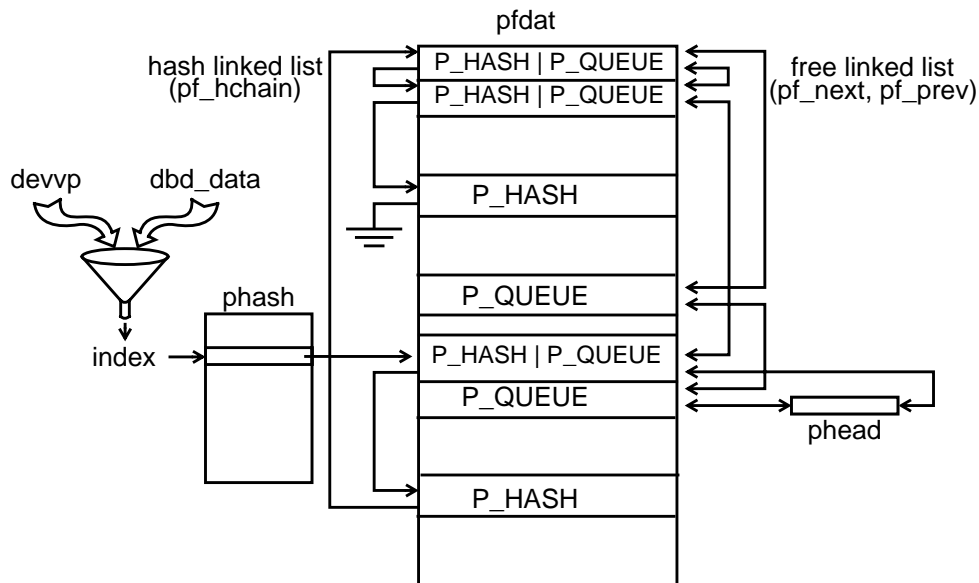 pfdat
hash linked list
(pf_hchain)
P_HASH | P_QUEUE
P_HASH | P_QUEUE
free linked list
(pf_next, pf_prev)
devvp
dbd_data
P_HASH
P_QUEUE
phash
index
P_HASH | P_QUEUE
P_QUEUE
phead
P_HASH